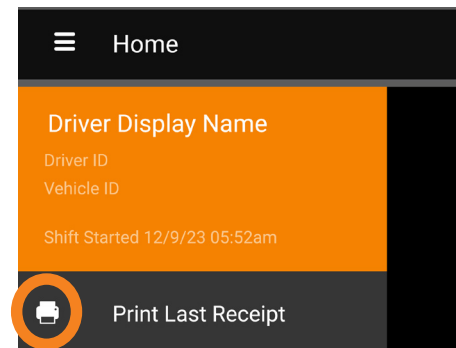 Home
Driver Display Name
Driver ID
Vehicle ID
Shift Started 12/9/23 05:52am
Print Last Receipt